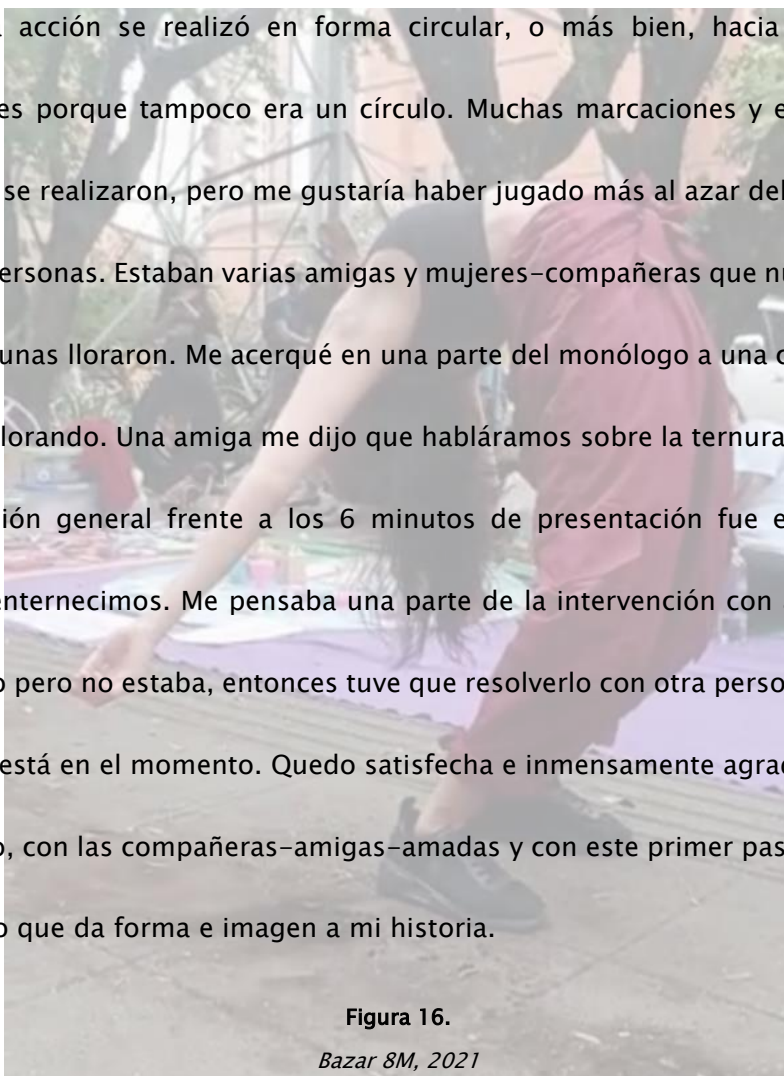 acción se realizó en forma circular, o más bien, hacia
es porque tampoco era un círculo. Muchas marcaciones y e
se realizaron, pero me gustaría haber jugado más al azar del
ersonas. Estaban varias amigas y mujeres-compañeras que nu
unas lloraron. Me acerqué en una parte del monólogo a una
lorando. Una amiga me dijo que habláramos sobre la ternura
ión general frente a los 6 minutos de presentación fue e
enternecimos. Me pensaba una parte de la intervención con
pero no estaba, entonces tuve que resolverlo con otra perso
está en el momento. Quedo satisfecha e inmensamente agrad
o, con las compañeras-amigas-amadas y con este primer pas
o que da forma e imagen a mi historia.
Figura 16.
Bazar 8M, 2021